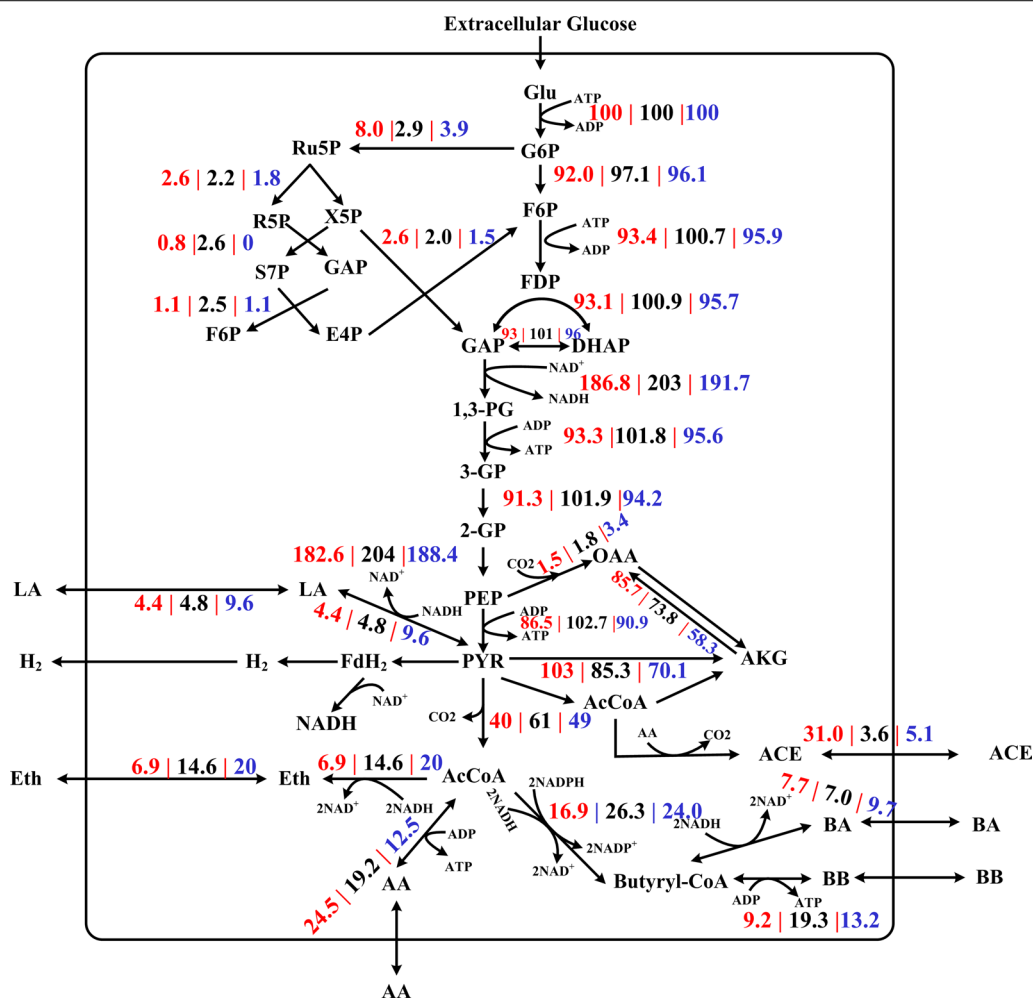 Extracellular Glucose
Glu
ATP
ADP
100 | 100 |100
8.0 |2.9 | 3.9
Ru5P
G6P
92.0 | 97.1 | 96.1
2.6 | 2.2 | 1.8
R5P
X5P
F6P
ATP
ADP
93.4 | 100.7 | 95.9
0.8 |2.6 | 0
2.6 | 2.0 | 1.5
S7P
GAP
FDP
93.1 | 100.9 | 95.7
1.1 | 2.5 | 1.1
F6P
E4P
GAP
93 | 101 | 96
DHAP
NAD+
NADH
186.8 | 203 | 191.7
1,3-PG
ADP
ATP
93.3 |101.8 | 95.6
3-GP
91.3 | 101.9 |94.2
2-GP
182.6 | 204 |188.4
CO2
1.5 | 1.8 |3.4
OAA
NAD+
LA
4.4 | 4.8 | 9.6
LA
NADH
4.4 | 4.8 | 9.6
PEP
ADP
ATP
86.5 | 102.7 |90.9
85.7 | 73.8 | 58.3
H2
H2
FdH2
PYR
103 | 85.3 | 70.1
AKG
NAD+
NADH
CO2
40 | 61 | 49
AcCoA
AA
CO2
ACE
31.0 | 3.6 | 5.1
ACE
Eth
6.9 | 14.6 | 20
Eth
6.9 | 14.6 | 20
AcCoA
2NAD+
2NADH
2NADH
2NADPH
16.9 | 26.3 | 24.0
2NADP+
2NAD+
7.7 | 7.0 | 9.7
2NAD+
2NADH
BA
BA
ADP
ATP
24.5 | 19.2 | 12.5
AA
Butyryl-CoA
ADP
ATP
BB
BB
9.2 | 19.3 |13.2
AA